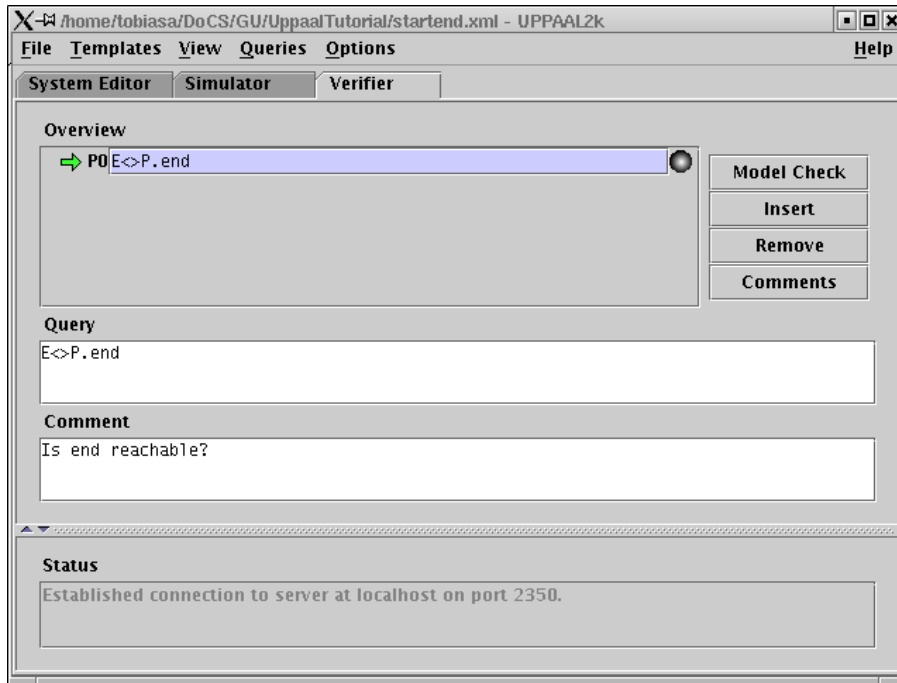 /home/tobiasa/DoCS/GU/UppaalTutorial/startend.xml - UPPAAL2k
File Templates View Queries Options Help
System Editor Simulator Verifier
Overview
P0 E<>P.end
Model Check
Insert
Remove
Comments
Query
E<>P.end
Comment
Is end reachable?
Status
Established connection to server at localhost on port 2350.